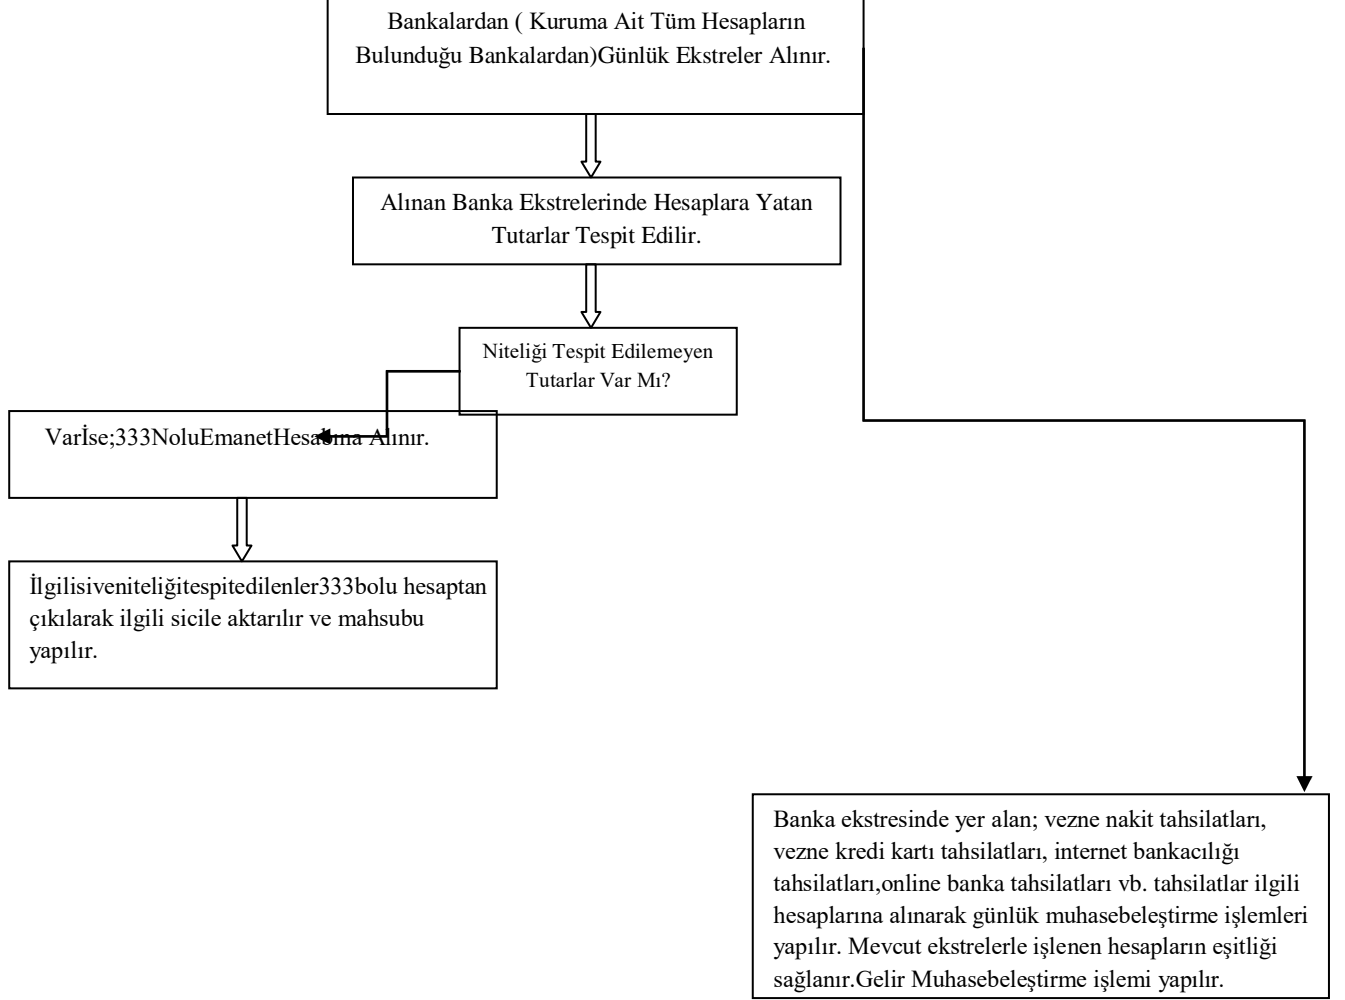 Bankalardan ( Kuruma Ait Tüm Hesapların
Bulunduğu Bankalardan)Günlük Ekstreler Alınır.
Alınan Banka Ekstrelerinde Hesaplara Yatan
Tutarlar Tespit Edilir.
Niteliği Tespit Edilemeyen
Tutarlar Var Mı?
Varİse;333NoluEmanetHesabına Alınır.
İlgilisiveniteliğitespitedilenler333bolu hesaptan
çıkılarak ilgili sicile aktarılır ve mahsubu
yapılır.
Banka ekstresinde yer alan; vezne nakit tahsilatları,
vezne kredi kartı tahsilatları, internet bankacılığı
tahsilatları,online banka tahsilatları vb. tahsilatlar ilgili
hesaplarına alınarak günlük muhasebeleştirme işlemleri
yapılır. Mevcut ekstrelerle işlenen hesapların eşitliği
sağlanır.Gelir Muhasebeleştirme işlemi yapılır.